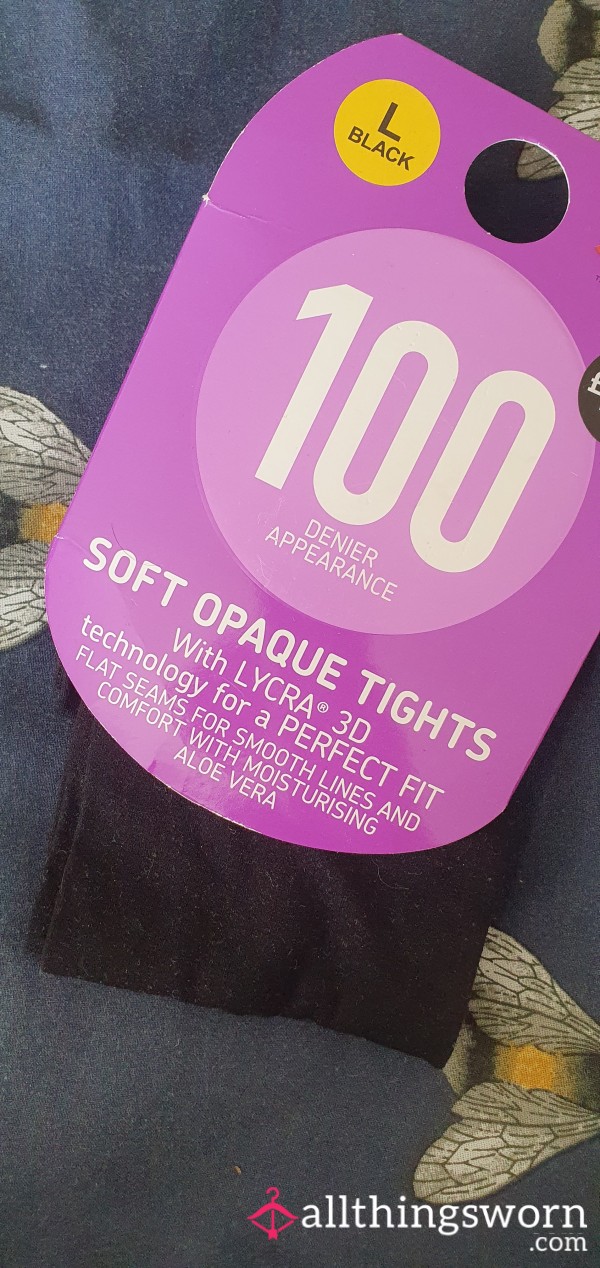 L
BLACK
£
100
DENIER
APPEARANCE
SOFT OPAQUE TIGHTS
With LYCRA® 3D
technology for a PERFECT FIT
FLAT SEAMS FOR SMOOTH LINES AND
COMFORT WITH MOISTURISING
ALOE VERA
allthingsworn
.com